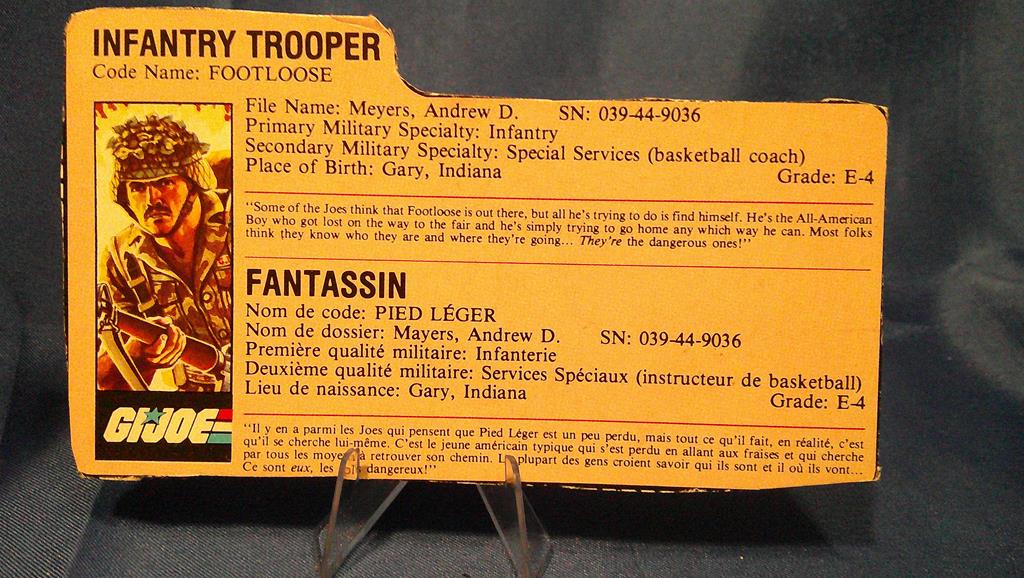 INFANTRY TROOPER
Code Name: FOOTLOOSE
File Name: Meyers, Andrew D. SN: 039-44-9036
Primary Military Specialty: Infantry
Secondary Military Specialty: Special Services (basketball coach)
Place of Birth: Gary, Indiana Grade: E-4
"Some of the Joes think that Footloose is out there, but all he's trying to do is find himself. He's the All-American
Boy who got lost on the way to the fair and he's simply trying to go home any which way he can. Most folks
think they know who they are and where they're going... They're the dangerous ones!"
FANTASSIN
Nom de code: PIED LÉGER
Nom de dossier: Mayers, Andrew D. SN: 039-44-9036
Première qualité militaire: Infanterie
Deuxième qualité militaire: Services Spéciaux (instructeur de basketball)
Lieu de naissance: Gary, Indiana Grade: E-4
"Il y en a parmi les Joes qui pensent que Pied Léger est un peu perdu, mais tout ce qu'il fait, en réalité, c'est
qu'il se cherche lui-même. C'est le jeune américain typique qui s'est perdu en allant aux fraises et qui cherche
par tous les moyens à retrouver son chemin. La plupart des gens croient savoir qui ils sont et il où ils vont...
Ce sont eux, les dangereux!"
GI JOE